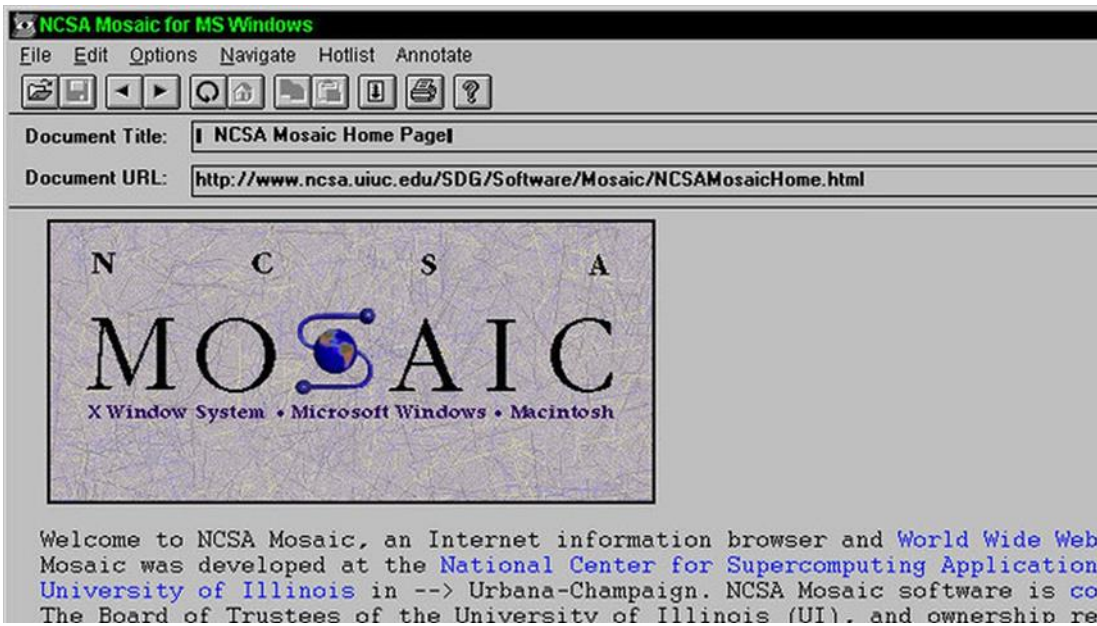 NCSA Mosaic for MS Windows
File Edit Options Navigate Hotlist Annotate
Document Title: NCSA Mosaic Home Page
Document URL: http://www.ncsa.uiuc.edu/SDG/Software/Mosaic/NCSAMosaicHome.html
N C S A
MOSAIC
X Window System • Microsoft Windows • Macintosh
Welcome to NCSA Mosaic, an Internet information browser and World Wide Web
Mosaic was developed at the National Center for Supercomputing Application
University of Illinois in --> Urbana-Champaign. NCSA Mosaic software is co
The Board of Trustees of the University of Illinois (UI), and ownership re